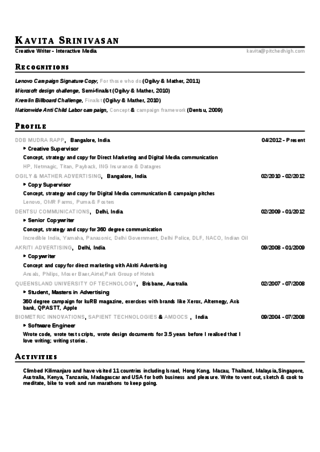 KAVITA SRINIVASAN
Creative Writer - Interactive Media kavita@pitchedhigh.com
RECOGNITIONS
Lenovo Campaign Signature Copy, For those who do (Ogilvy & Mather, 2011)
Microsoft design challenge, Semi-finalist (Ogilvy & Mather, 2010)
Kremlin Billboard Challenge, Finalist (Ogilvy & Mather, 2010)
Nationwide Anti Child Labor campaign, Concept & campaign framework (Dentsu, 2009)
PROFILE
DDB MUDRA, Bangalore, India 04/2012 - Present
‣ Creative Supervisor
Concept, strategy and copy for Direct Marketing and Digital Media communication
HP, Netmagic, Titan, Payback, ING Insurance & Gadgets
OGILVY & MATHER ADVERTISING, Bangalore, India 02/2010 - 02/2012
‣ Copy Supervisor
Concept, strategy and copy for Digital Media communication & campaign pitches
Lenovo, OMR Farms, Puma & Fastrex
DENTSU COMMUNICATIONS, Delhi, India 02/2009 - 01/2012
‣ Senior Copywriter
Concept, strategy and copy for 360 degree communication
Incredible India, Yamaha, Panasonic, Delhi Government, Delhi Police, DLF, HACO, Indian Oil
AKRITI ADVERTISING, Delhi, India 09/2008 - 01/2009
‣ Copywriter
Concept and copy for direct marketing with Akriti Advertising
Ansals, Philips, Maser Baer, Airtel, Park Group of Hotels
QUEENSLAND UNIVERSITY OF TECHNOLOGY, Brisbane, Australia 02/2007 - 07/2008
‣ Student, Masters in Advertising
360 degree campaign for IsaRB magazine, exercises with brands like Xerox, Alternegy, Axis
bank, QPASTT, Apple
BIOMETRIC INNOVATIONS, SAPIENT TECHNOLOGIES & AMDOCS, India 09/2004 - 07/2008
‣ Software Engineer
Wrote code, wrote test scripts, wrote design documents for 3.5 years before I realised that I
love writing; writing stories.
ACTIVITIES
Climbed Kilimanjaro and have visited 11 countries including Israel, Hong Kong, Macau, Thailand, Malaysia, Singapore,
Australia, Kenya, Tanzania, Madagascar and USA for both business and pleasure. Write to vent out, sketch & cook to
meditate, bike to work and run marathons to keep going.